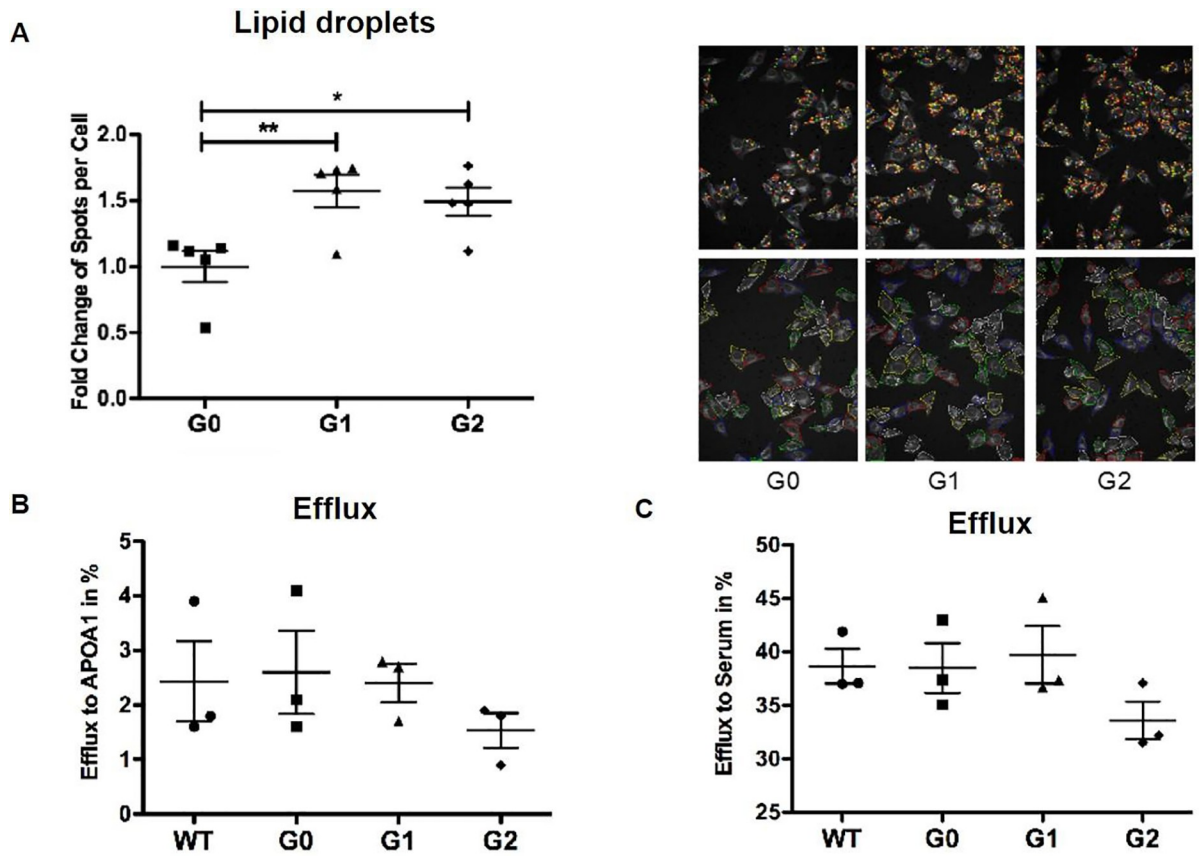 A
Lipid droplets
*
**
Fold Change of Spots per Cell
2.0
1.5
1.0
0.5
0.0
G0 G1 G2
G0 G1 G2
B
Efflux
Efflux to APOA1 in %
5
4
3
2
1
0
WT G0 G1 G2
C
Efflux
Efflux to Serum in %
50
45
40
35
30
25
WT G0 G1 G2